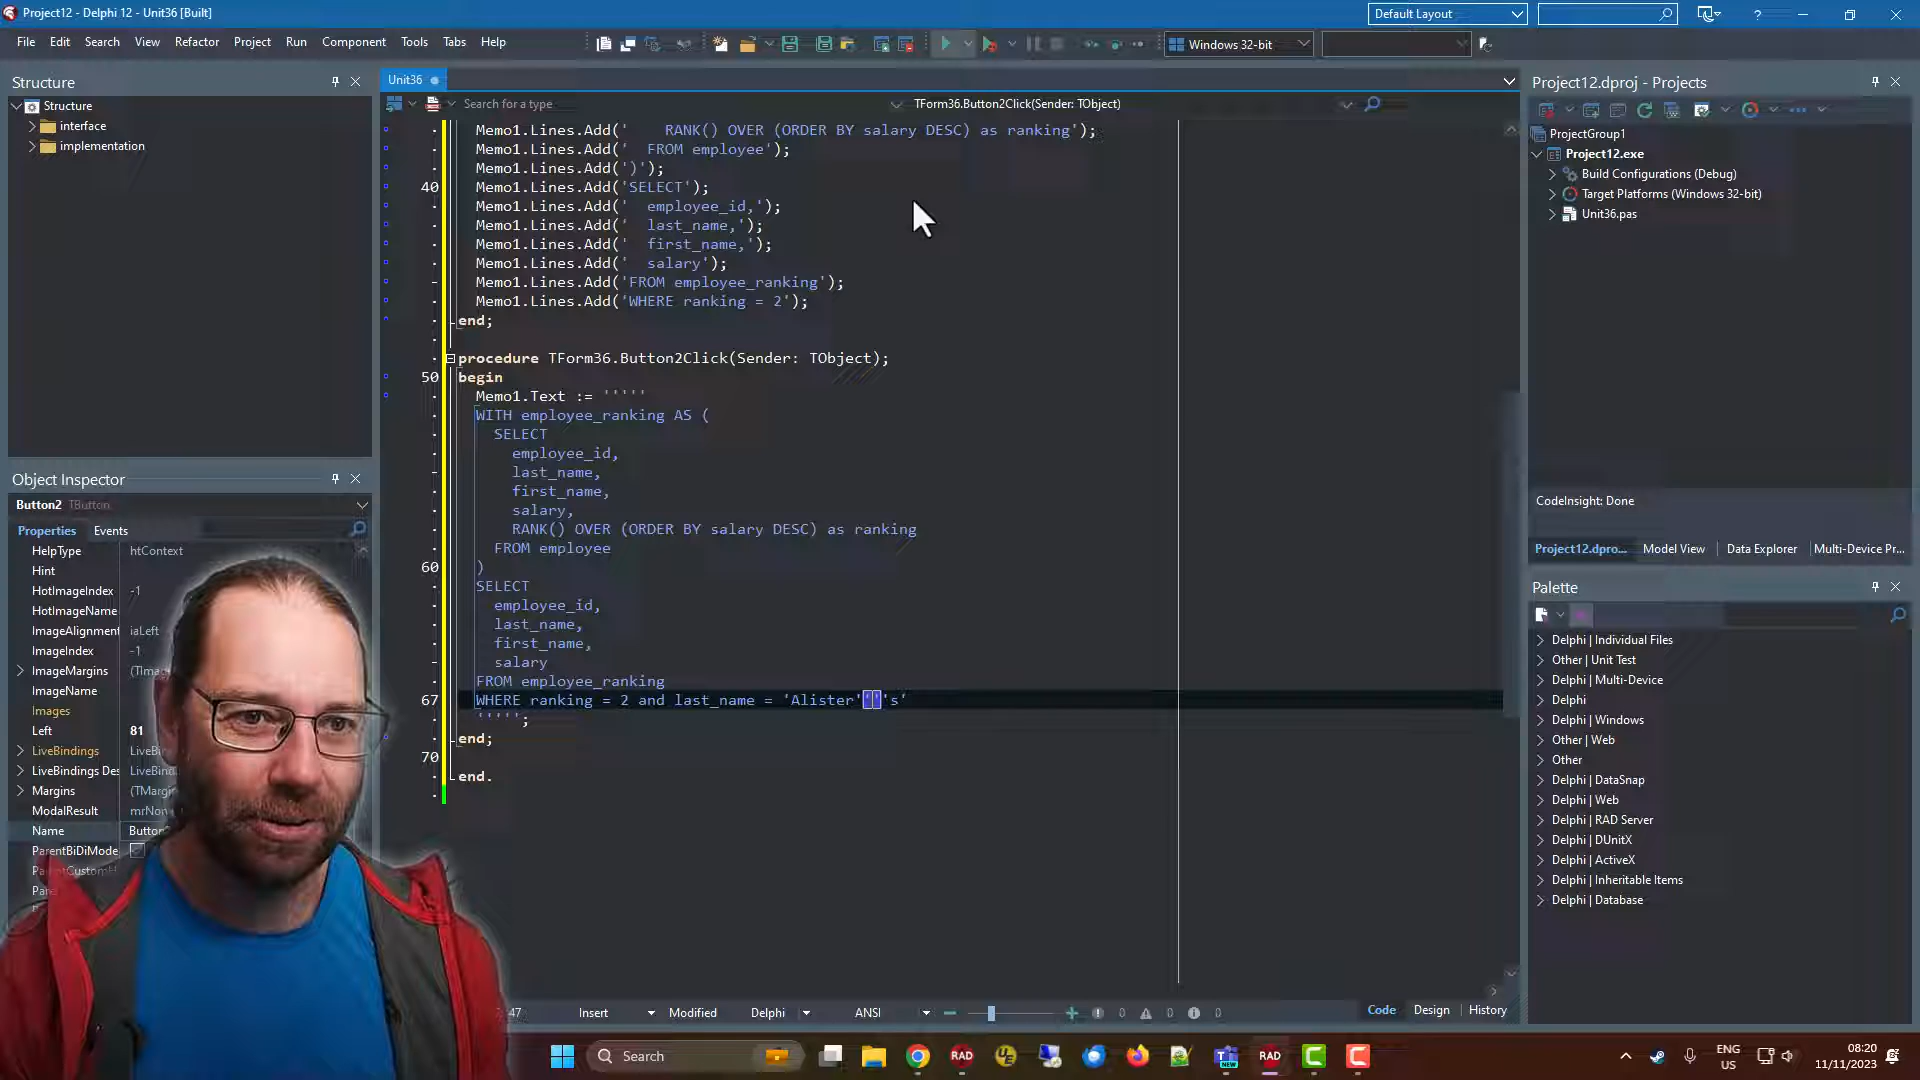 Project12 - Delphi 12 - Unit36 [Built]
Default Layout
?
File Edit Search View Refactor Project Run Component Tools Tabs Help
Windows 32-bit
Structure
Structure
interface
implementation
Object Inspector
Button2 TButton
Properties Events
HelpType htContext
Hint
HotImageIndex -1
HotImageName
ImageAlignment iaLeft
ImageIndex -1
ImageMargins
ImageName
Images
Left 81
LiveBindings
LiveBindings Des
Margins
ModalResult
Name
ParentBiDiMode
Unit36
Search for a type
TForm36.Button2Click(Sender: TObject)
Memo1.Lines.Add('    RANK() OVER (ORDER BY salary DESC) as ranking');
Memo1.Lines.Add('  FROM employee');
Memo1.Lines.Add(')');
40 Memo1.Lines.Add('SELECT');
Memo1.Lines.Add('  employee_id,');
Memo1.Lines.Add('  last_name,');
Memo1.Lines.Add('  first_name,');
Memo1.Lines.Add('  salary');
Memo1.Lines.Add('FROM employee_ranking');
Memo1.Lines.Add('WHERE ranking = 2');
end;
procedure TForm36.Button2Click(Sender: TObject);
50 begin
Memo1.Text := '''''
WITH employee_ranking AS (
SELECT
employee_id,
last_name,
first_name,
salary,
RANK() OVER (ORDER BY salary DESC) as ranking
FROM employee
60 )
SELECT
employee_id,
last_name,
first_name,
salary
FROM employee_ranking
67 WHERE ranking = 2 and last_name = 'Alister''''s'
''''';
end;
70
end.
47 Insert Modified Delphi ANSI 0 0 0
Code Design History
Project12.dproj - Projects
ProjectGroup1
Project12.exe
Build Configurations (Debug)
Target Platforms (Windows 32-bit)
Unit36.pas
CodeInsight: Done
Project12.dpro... Model View Data Explorer Multi-Device Pr...
Palette
Delphi | Individual Files
Other | Unit Test
Delphi | Multi-Device
Delphi
Other | Windows
Other | Web
Other
Delphi | DataSnap
Delphi | Web
Delphi | RAD Server
Delphi | DUnitX
Delphi | ActiveX
Delphi | Inheritable Items
Delphi | Database
Search
RAD
UE
NEW
RAD
ENG
US
08:20
11/11/2023